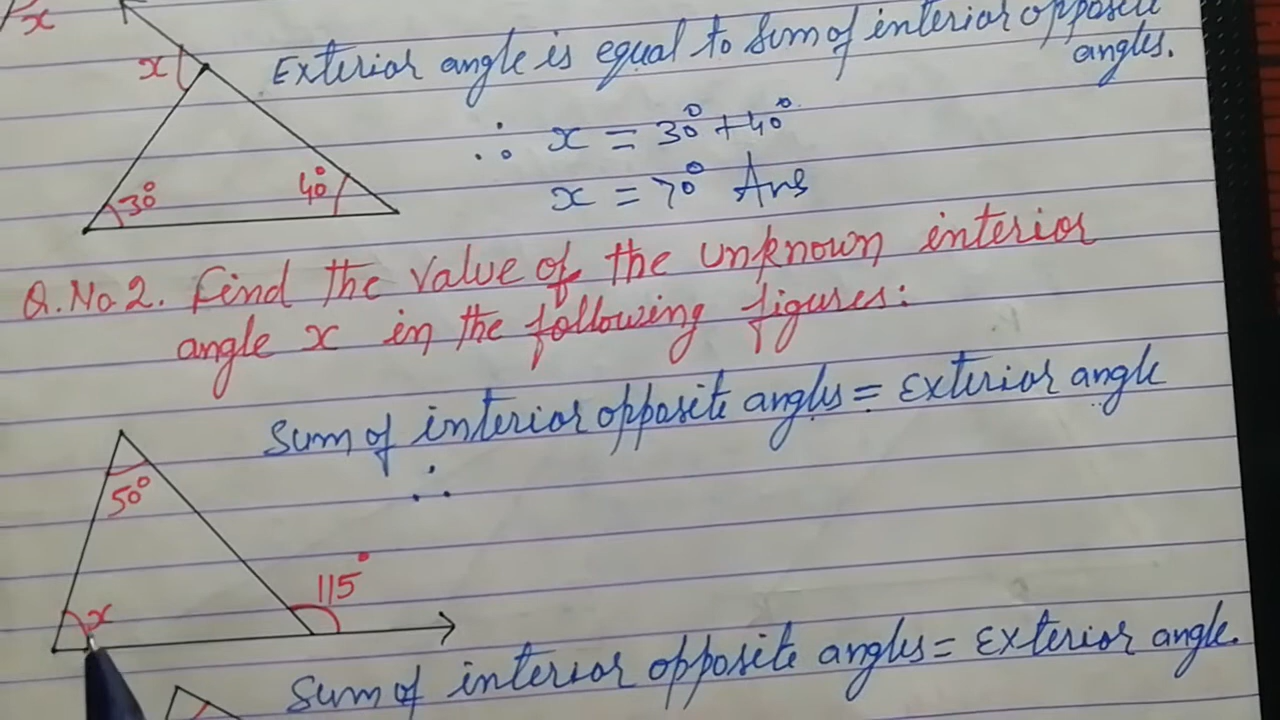 x
Exterior angle is equal to sum of interior opposite
angles.
x
∴ x = 30° + 40°
x = 70° Ans
30°
40°
Q.No 2. Find the value of the unknown interior
angle x in the following figures:
Sum of interior opposite angles = Exterior angle
∴
50°
115°
x
Sum of interior opposite angles = Exterior angle.